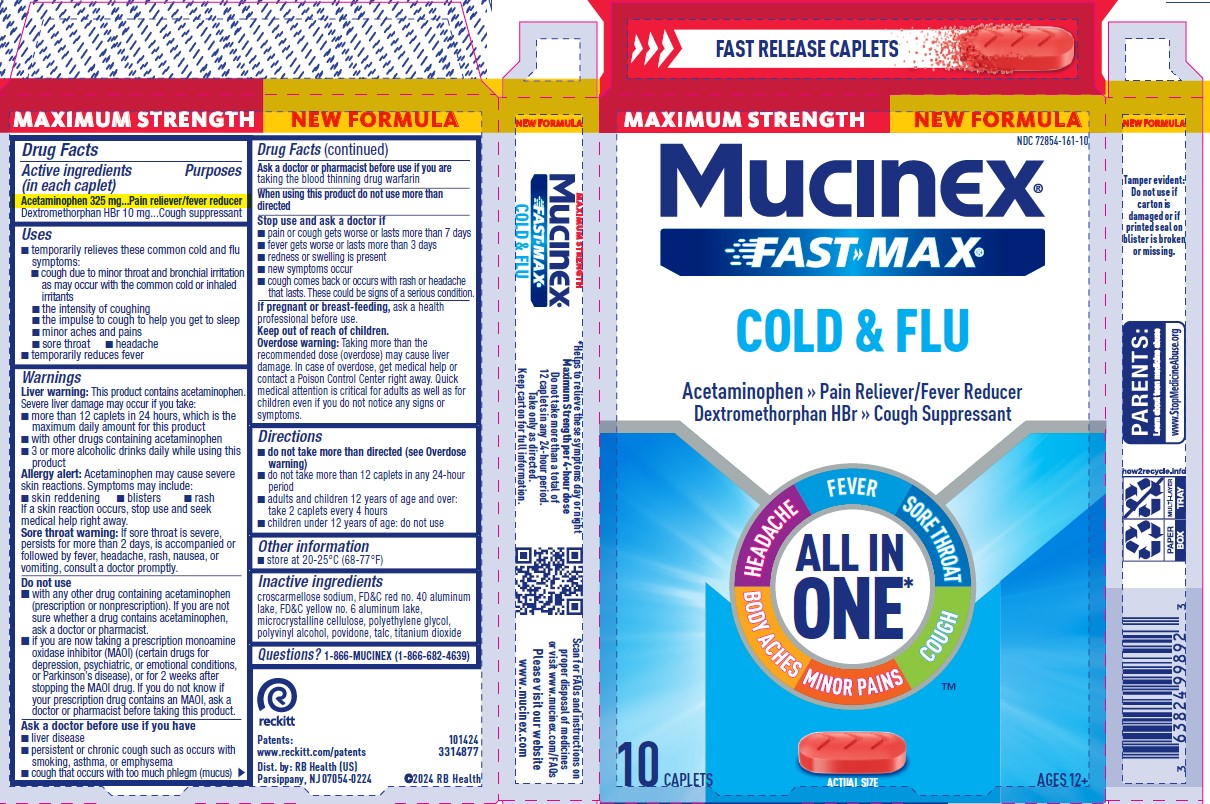 FAST RELEASE CAPLETS
MAXIMUM STRENGTH
NEW FORMULA
Drug Facts
Active ingredients Purposes
(in each caplet)
Acetaminophen 325 mg...Pain reliever/fever reducer
Dextromethorphan HBr 10 mg...Cough suppressant
Uses
■ temporarily relieves these common cold and flu
symptoms:
■ cough due to minor throat and bronchial irritation
as may occur with the common cold or inhaled
irritants
■ the intensity of coughing
■ the impulse to cough to help you get to sleep
■ minor aches and pains
■ sore throat ■ headache
■ temporarily reduces fever
Warnings
Liver warning: This product contains acetaminophen.
Severe liver damage may occur if you take:
■ more than 12 caplets in 24 hours, which is the
maximum daily amount for this product
■ with other drugs containing acetaminophen
■ 3 or more alcoholic drinks daily while using this
product
Allergy alert: Acetaminophen may cause severe
skin reactions. Symptoms may include:
■ skin reddening ■ blisters ■ rash
If a skin reaction occurs, stop use and seek
medical help right away.
Sore throat warning: If sore throat is severe,
persists for more than 2 days, is accompanied or
followed by fever, headache, rash, nausea, or
vomiting, consult a doctor promptly.
Do not use
■ with any other drug containing acetaminophen
(prescription or nonprescription). If you are not
sure whether a drug contains acetaminophen,
ask a doctor or pharmacist.
■ if you are now taking a prescription monoamine
oxidase inhibitor (MAOI) (certain drugs for
depression, psychiatric, or emotional conditions,
or Parkinson's disease), or for 2 weeks after
stopping the MAOI drug. If you do not know if
your prescription drug contains an MAOI, ask a
doctor or pharmacist before taking this product.
Ask a doctor before use if you have
■ liver disease
■ persistent or chronic cough such as occurs with
smoking, asthma, or emphysema
■ cough that occurs with too much phlegm (mucus) ▶
Drug Facts (continued)
Ask a doctor or pharmacist before use if you are
taking the blood thinning drug warfarin
When using this product do not use more than
directed
Stop use and ask a doctor if
■ pain or cough gets worse or lasts more than 7 days
■ fever gets worse or lasts more than 3 days
■ redness or swelling is present
■ new symptoms occur
■ cough comes back or occurs with rash or headache
that lasts. These could be signs of a serious condition.
If pregnant or breast-feeding, ask a health
professional before use.
Keep out of reach of children.
Overdose warning: Taking more than the
recommended dose (overdose) may cause liver
damage. In case of overdose, get medical help or
contact a Poison Control Center right away. Quick
medical attention is critical for adults as well as for
children even if you do not notice any signs or
symptoms.
Directions
■ do not take more than directed (see Overdose
warning)
■ do not take more than 12 caplets in any 24-hour
period
■ adults and children 12 years of age and over:
take 2 caplets every 4 hours
■ children under 12 years of age: do not use
Other information
■ store at 20-25°C (68-77°F)
Inactive ingredients
croscarmellose sodium, FD&C red no. 40 aluminum
lake, FD&C yellow no. 6 aluminum lake,
microcrystalline cellulose, polyethylene glycol,
polyvinyl alcohol, povidone, talc, titanium dioxide
Questions? 1-866-MUCINEX (1-866-682-4639)
reckitt
Patents: 101424
www.reckitt.com/patents 3314877
Dist. by: RB Health (US)
Parsippany, NJ 07054-0224 ©2024 RB Health
NEW FORMULA
MAXIMUM STRENGTH
Mucinex®
FAST»MAX®
COLD & FLU
*Helps to relieve these symptoms day or night
Maximum Strength per 4-hour dose
Do not take more than a total of
12 caplets in any 24-hour period.
Take only as directed.
Keep carton for full information.
Scan for FAQs and instructions on
proper disposal of medicines
or visit www.mucinex.com/FAQs
Please visit our website
www.mucinex.com
MAXIMUM STRENGTH
NEW FORMULA
NDC 72854-161-10
Mucinex®
FAST»MAX®
COLD & FLU
Acetaminophen » Pain Reliever/Fever Reducer
Dextromethorphan HBr » Cough Suppressant
FEVER
SORE THROAT
COUGH
MINOR PAINS
BODY ACHES
HEADACHE
ALL IN
ONE*
™
10 CAPLETS
ACTUAL SIZE
AGES 12+
NEW FORMULA
Tamper evident:
Do not use if
carton is
damaged or if
printed seal on
blister is broken
or missing.
PARENTS:
Learn about teen medicine abuse
www.StopMedicineAbuse.org
how2recycle.info
PAPER
BOX
MULTI-LAYER
TRAY
3 63824 99892 3